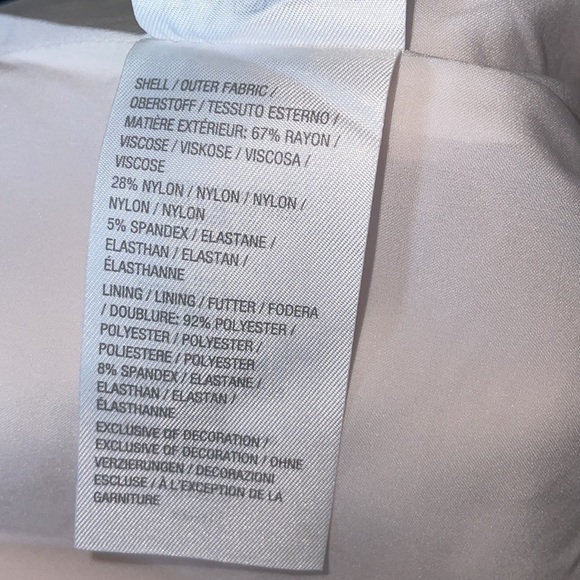 SHELL / OUTER FABRIC /
OBERSTOFF / TESSUTO ESTERNO /
MATIÈRE EXTÉRIEUR: 67% RAYON /
VISCOSE / VISKOSE / VISCOSA /
VISCOSE
28% NYLON / NYLON / NYLON /
NYLON / NYLON
5% SPANDEX / ELASTANE /
ELASTHAN / ELASTAN /
ÉLASTHANNE
LINING / LINING / FUTTER / FODERA
/ DOUBLURE: 92% POLYESTER /
POLYESTER / POLYESTER /
POLIESTERE / POLYESTER
8% SPANDEX / ELASTANE /
ELASTHAN / ELASTAN /
ÉLASTHANNE
EXCLUSIVE OF DECORATION /
EXCLUSIVE OF DECORATION / OHNE
VERZIERUNGEN / DECORAZIONI
ESCLUSE / À L'EXCEPTION DE LA
GARNITURE